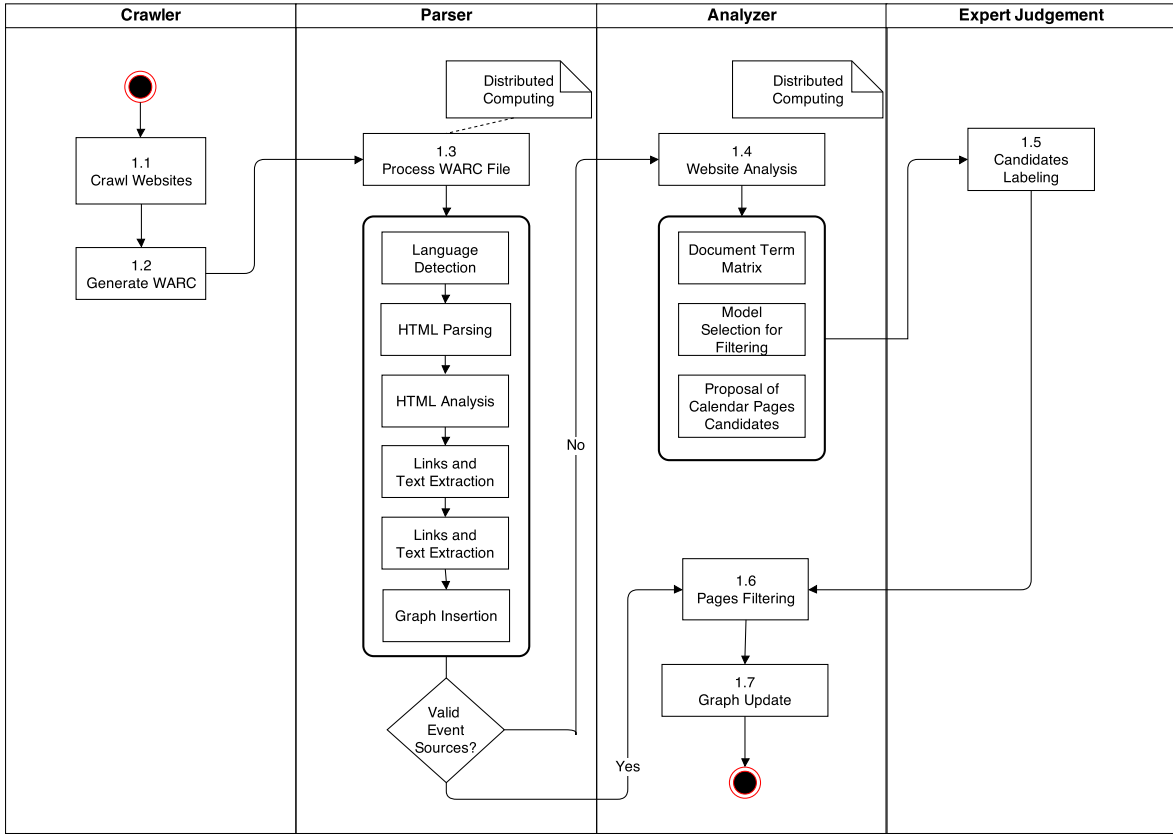 Crawler
Parser
Analyzer
Expert Judgement
1.1
Crawl Websites
1.2
Generate WARC
Distributed
Computing
1.3
Process WARC File
Language
Detection
HTML Parsing
HTML Analysis
Links and
Text Extraction
Links and
Text Extraction
Graph Insertion
Valid
Event
Sources?
No
Yes
Distributed
Computing
1.4
Website Analysis
Document Term
Matrix
Model
Selection for
Filtering
Proposal of
Calendar Pages
Candidates
1.5
Candidates
Labeling
1.6
Pages Filtering
1.7
Graph Update